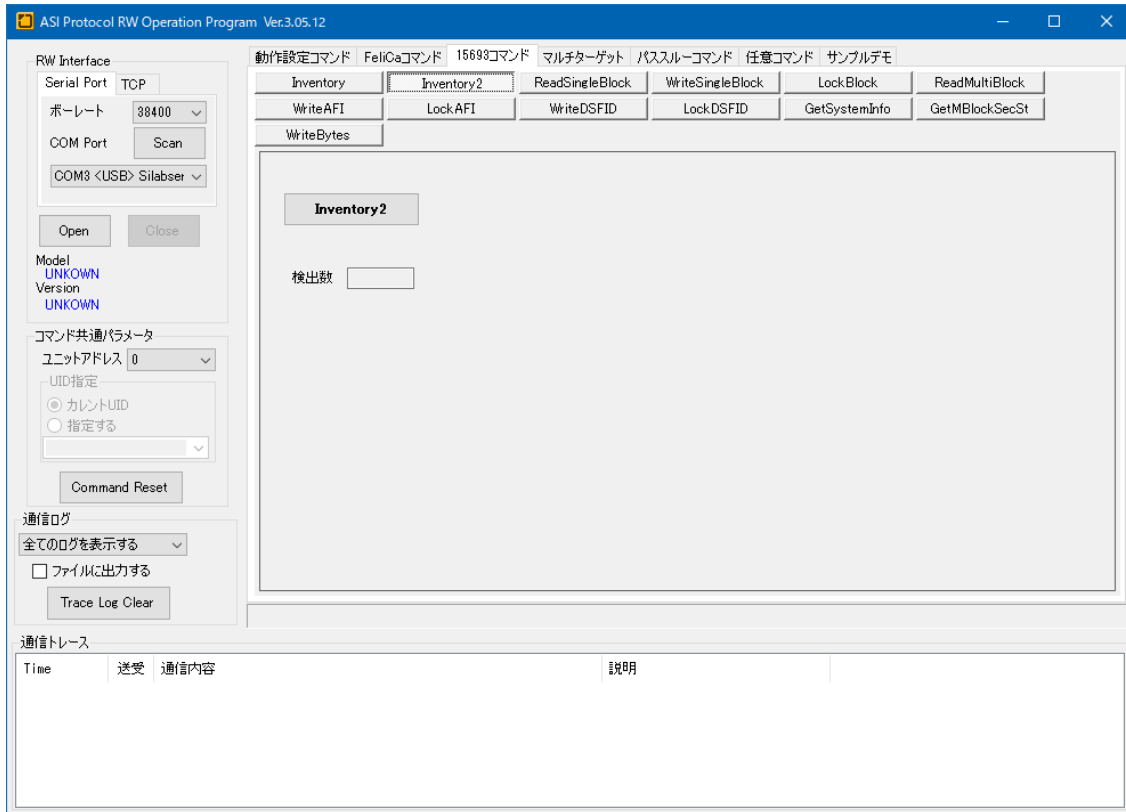 ASI Protocol RW Operation Program Ver.3.05.12
RW Interface
Serial Port TCP
ボーレート 38400
COM Port Scan
COM3 <USB> Silabser
Open Close
Model
UNKOWN
Version
UNKOWN
コマンド共通パラメータ
ユニットアドレス 0
UID指定
カレントUID
指定する
Command Reset
通信ログ
全てのログを表示する
ファイルに出力する
Trace Log Clear
動作設定コマンド FeliCaコマンド 15693コマンド マルチターゲット パススルーコマンド 任意コマンド サンプルデモ
Inventory Inventory2 ReadSingleBlock WriteSingleBlock LockBlock ReadMultiBlock
WriteAFI LockAFI WriteDSFID LockDSFID GetSystemInfo GetMBlockSecSt
WriteBytes
Inventory2
検出数
通信トレース
Time 送受 通信内容 説明